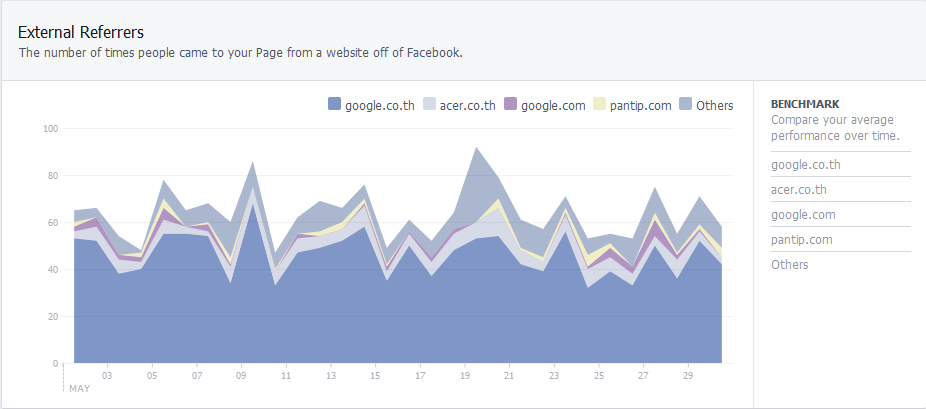 External Referrers
The number of times people came to your Page from a website off of Facebook.
google.co.th acer.co.th google.com pantip.com Others
100
80
60
40
20
0
03 05 07 09 11 13 15 17 19 21 23 25 27 29
MAY
BENCHMARK
Compare your average
performance over time.
google.co.th
acer.co.th
google.com
pantip.com
Others